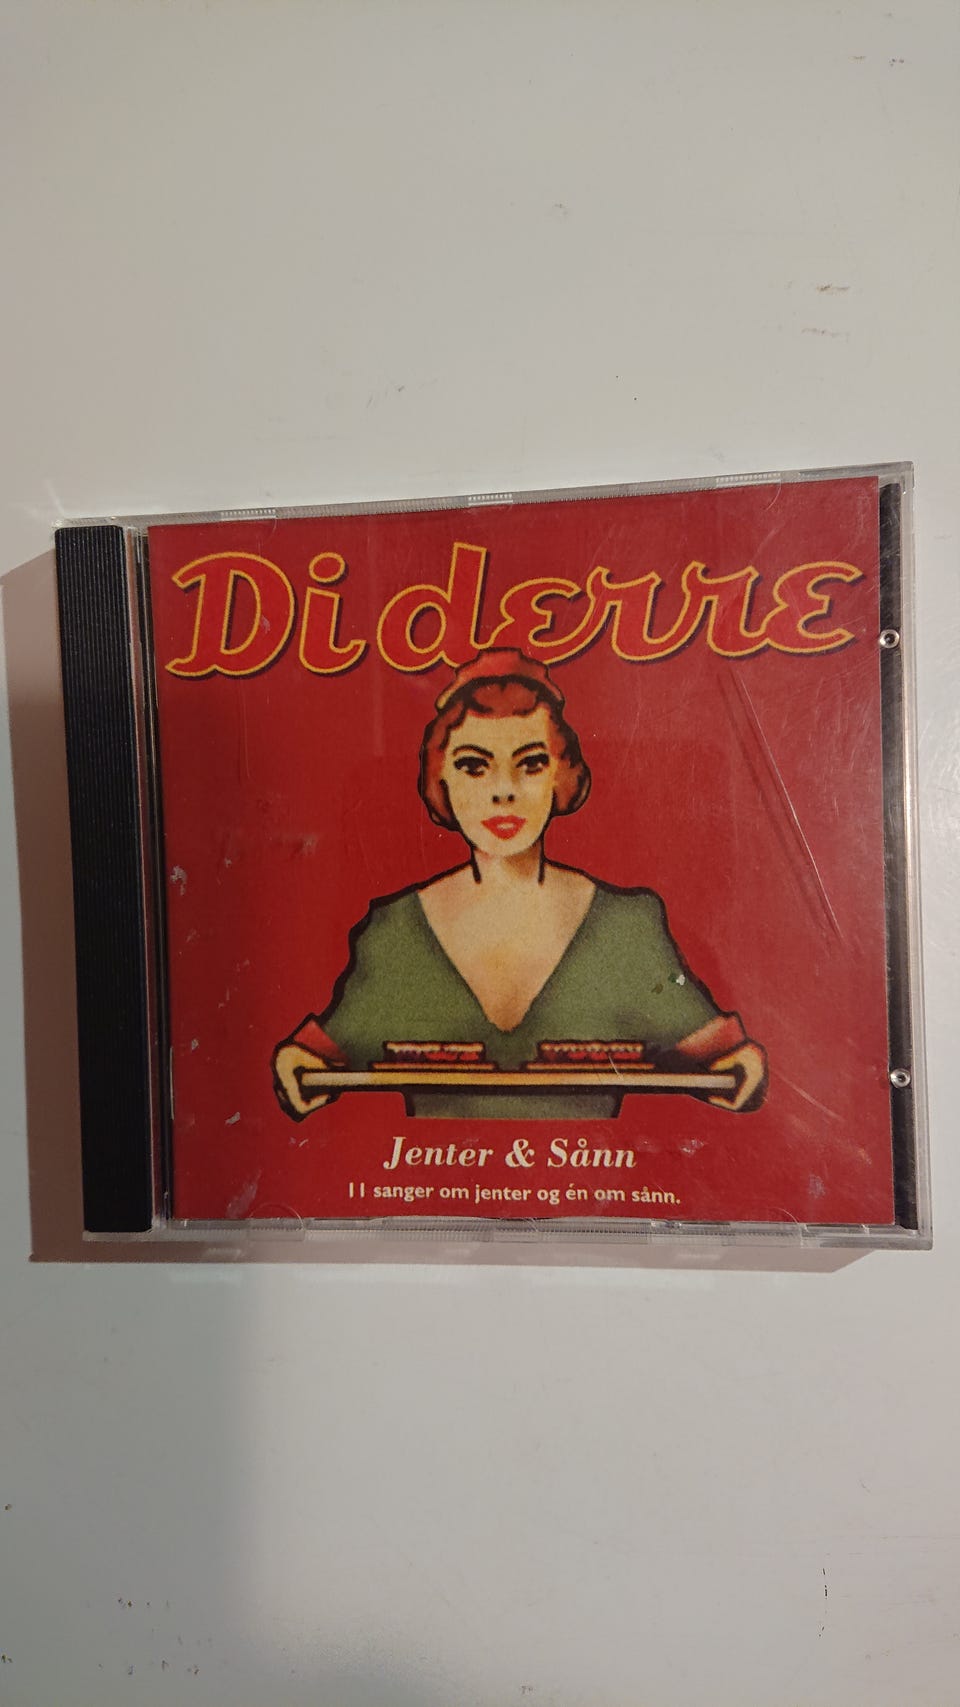 Di derre
Jenter & Sånn
11 sanger om jenter og én om sånn.